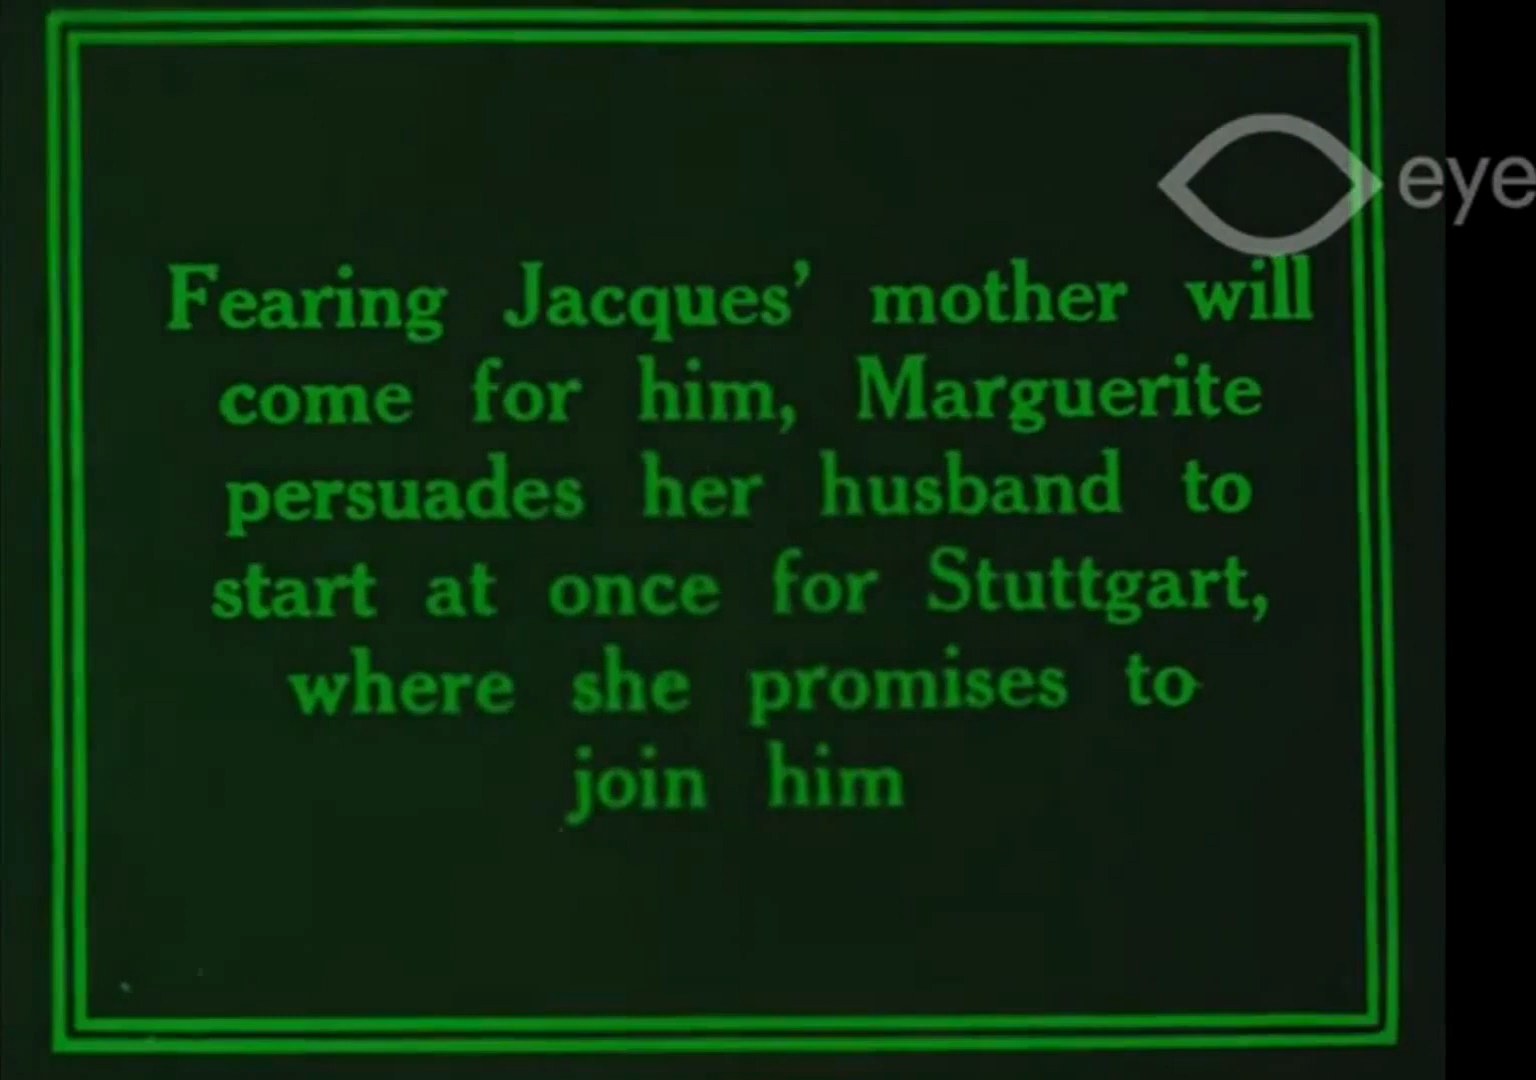 eye
Fearing Jacques’ mother will
come for him, Marguerite
persuades her husband to
start at once for Stuttgart,
where she promises to
join him